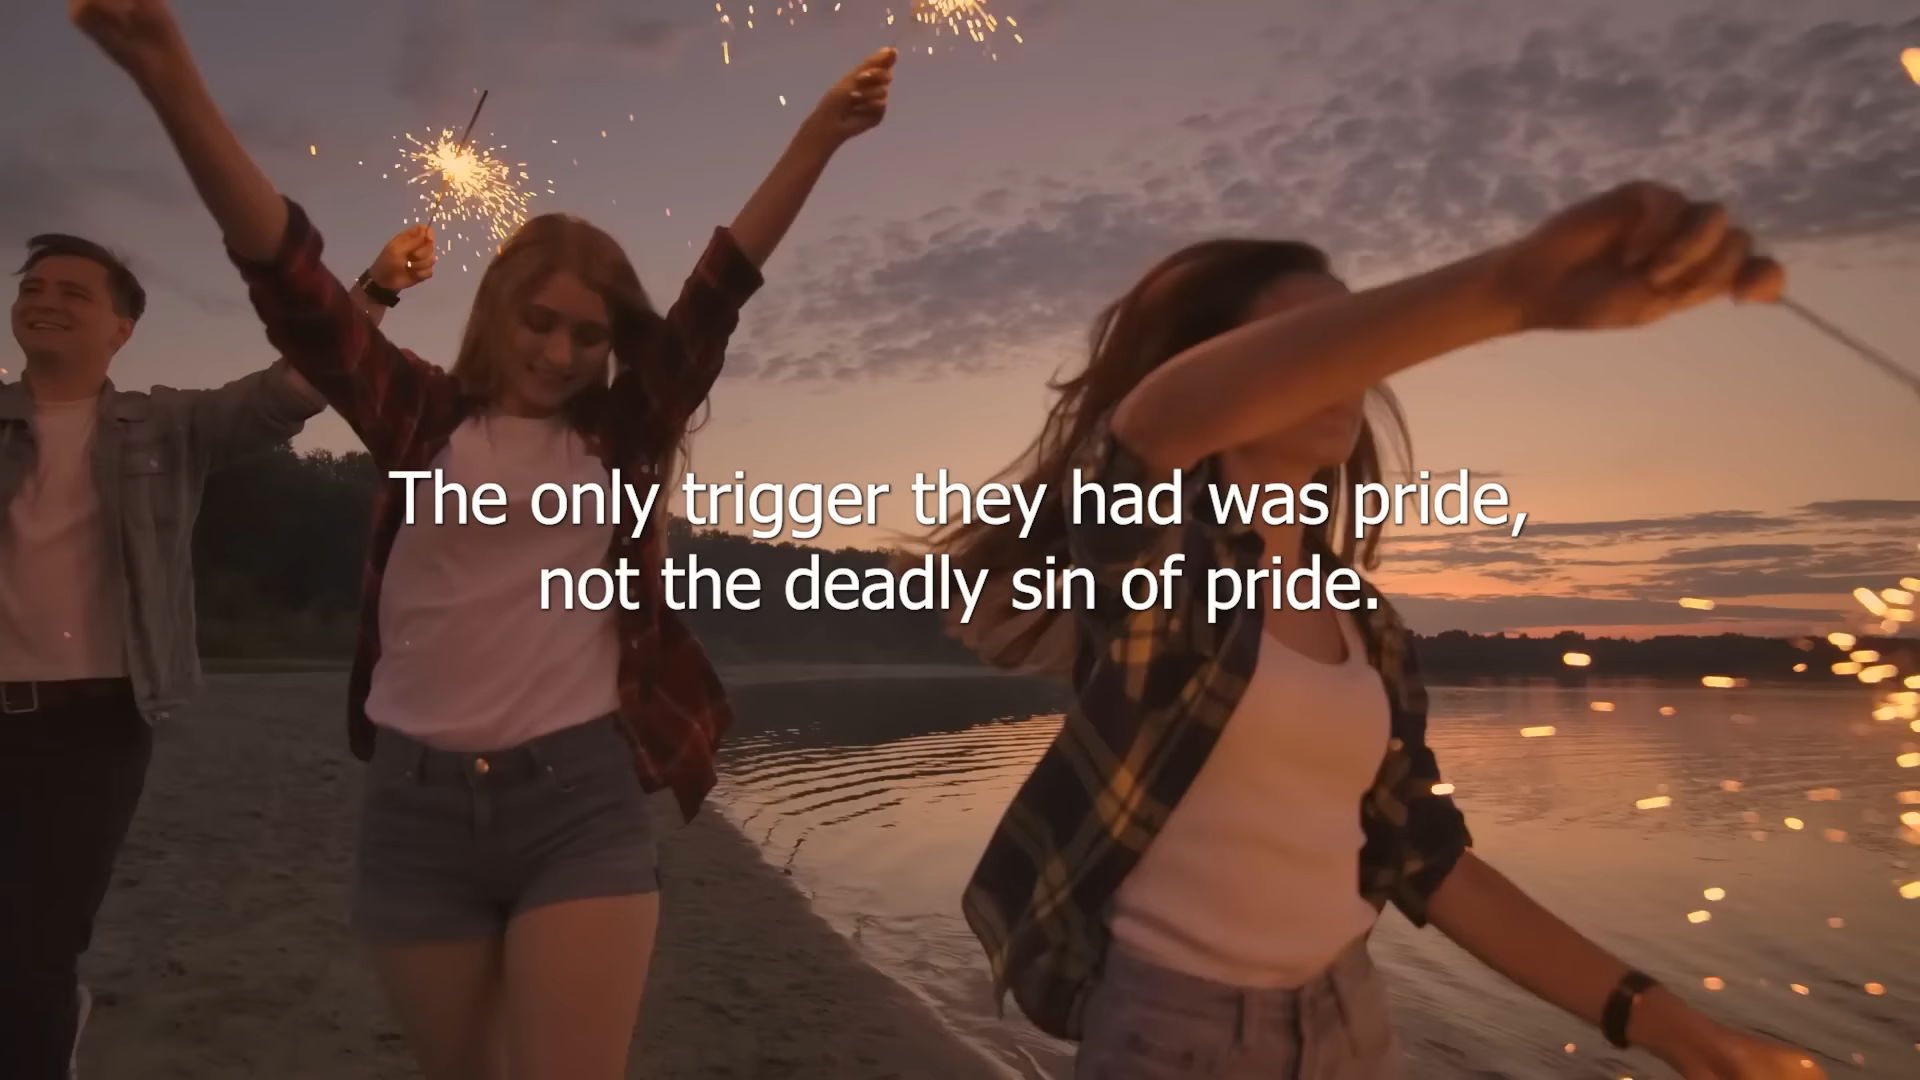 The only trigger they had was pride,
not the deadly sin of pride.